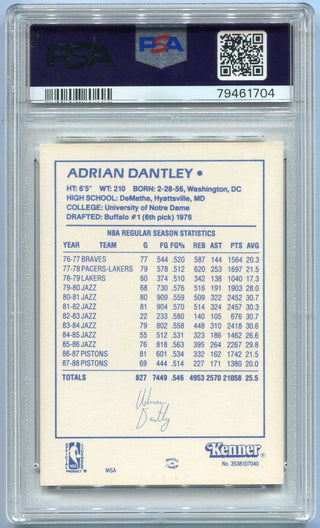 PSA
PSA
PSA
79461704
ADRIAN DANTLEY •
HT: 6'5" WT: 210 BORN: 2-28-56, Washington, DC
HIGH SCHOOL: DeMatha, Hyattsville, MD
COLLEGE: University of Notre Dame
DRAFTED: Buffalo #1 (6th pick) 1976
NBA REGULAR SEASON STATISTICS
YEAR TEAM G FG FG% REB AST PTS AVG
76-77 BRAVES 77 544 .520 587 144 1564 20.3
77-78 PACERS-LAKERS 79 578 .512 620 253 1697 21.5
78-79 LAKERS 60 374 .510 342 138 1040 17.3
79-80 JAZZ 68 730 .576 516 191 1903 28.0
80-81 JAZZ 80 909 .559 509 322 2452 30.7
81-82 JAZZ 81 904 .570 514 324 2457 30.3
82-83 JAZZ 22 233 .580 140 105 676 30.7
83-84 JAZZ 79 802 .558 448 310 2418 30.6
84-85 JAZZ 55 512 .531 323 186 1462 26.6
85-86 JAZZ 76 818 .563 395 264 2267 29.8
86-87 PISTONS 81 601 .534 332 162 1742 21.5
87-88 PISTONS 69 444 .514 227 171 1380 20.0
TOTALS 827 7449 .546 4953 2570 21058 25.5
Adrian
Dantley
NBA
PRODUCT
MSA
Kenner
No. 3538107040